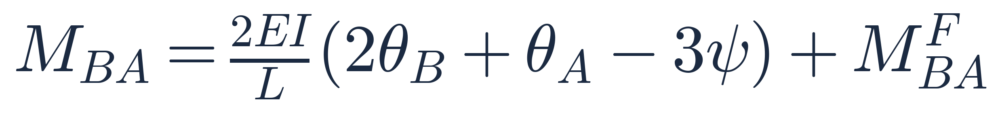 M_{BA} = \frac{2EI}{L}(2\theta_B + \theta_A - 3\psi) + M_{BA}^{F}